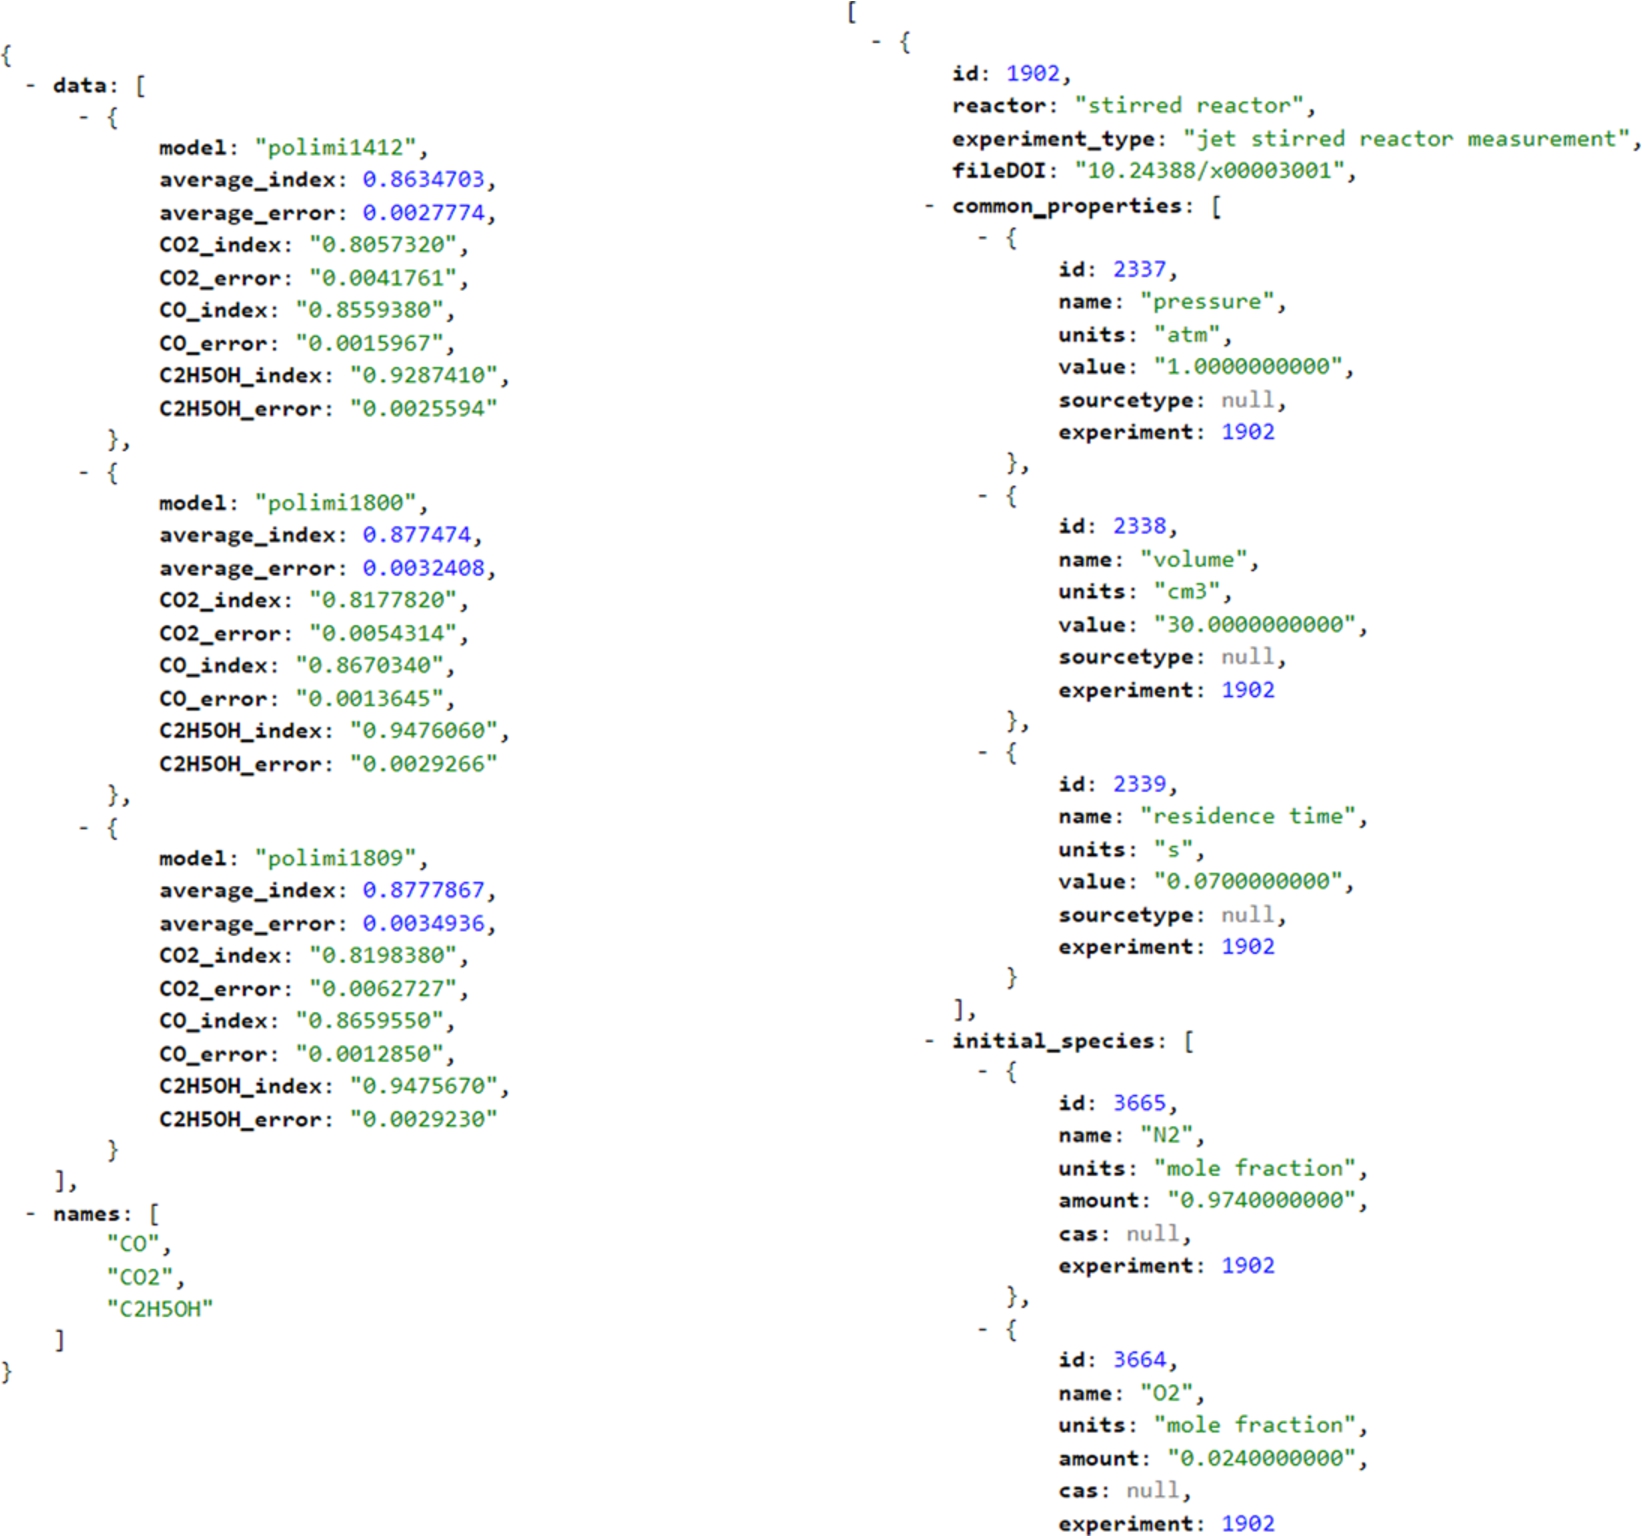 {
- data: [
- {
model: "polimi1412",
average_index: 0.8634703,
average_error: 0.0027774,
CO2_index: "0.8057320",
CO2_error: "0.0041761",
CO_index: "0.8559380",
CO_error: "0.0015967",
C2H5OH_index: "0.9287410",
C2H5OH_error: "0.0025594"
},
- {
model: "polimi1800",
average_index: 0.877474,
average_error: 0.0032408,
CO2_index: "0.8177820",
CO2_error: "0.0054314",
CO_index: "0.8670340",
CO_error: "0.0013645",
C2H5OH_index: "0.9476060",
C2H5OH_error: "0.0029266"
},
- {
model: "polimi1809",
average_index: 0.8777867,
average_error: 0.0034936,
CO2_index: "0.8198380",
CO2_error: "0.0062727",
CO_index: "0.8659550",
CO_error: "0.0012850",
C2H5OH_index: "0.9475670",
C2H5OH_error: "0.0029230"
}
],
- names: [
"CO",
"CO2",
"C2H5OH"
]
}
[
- {
id: 1902,
reactor: "stirred reactor",
experiment_type: "jet stirred reactor measurement",
fileDOI: "10.24388/x00003001",
- common_properties: [
- {
id: 2337,
name: "pressure",
units: "atm",
value: "1.0000000000",
sourcetype: null,
experiment: 1902
},
- {
id: 2338,
name: "volume",
units: "cm3",
value: "30.0000000000",
sourcetype: null,
experiment: 1902
},
- {
id: 2339,
name: "residence time",
units: "s",
value: "0.0700000000",
sourcetype: null,
experiment: 1902
}
],
- initial_species: [
- {
id: 3665,
name: "N2",
units: "mole fraction",
amount: "0.9740000000",
cas: null,
experiment: 1902
},
- {
id: 3664,
name: "O2",
units: "mole fraction",
amount: "0.0240000000",
cas: null,
experiment: 1902